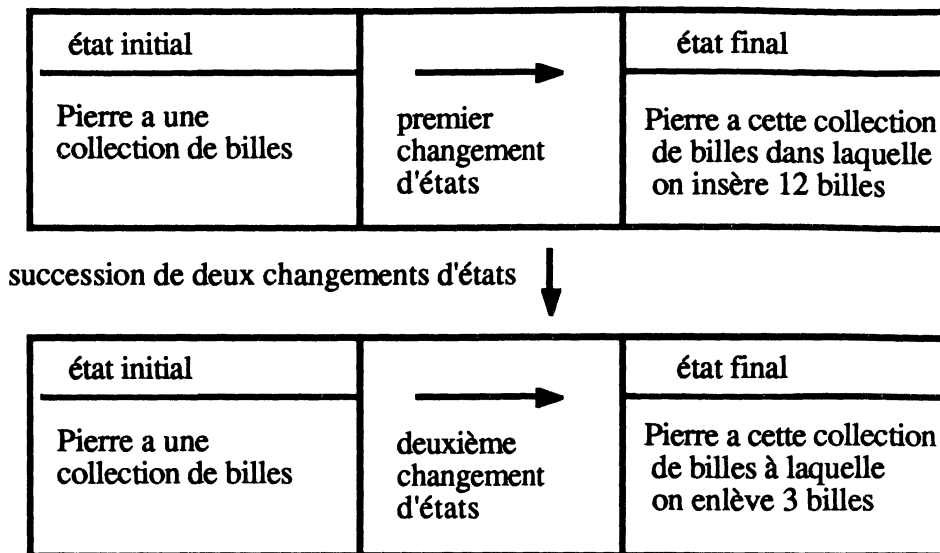 état initial
état final
Pierre a une
collection de billes
premier
changement
d'états
Pierre a cette collection
de billes dans laquelle
on insère 12 billes
succession de deux changements d'états
état initial
état final
Pierre a une
collection de billes
deuxième
changement
d'états
Pierre a cette collection
de billes à laquelle
on enlève 3 billes